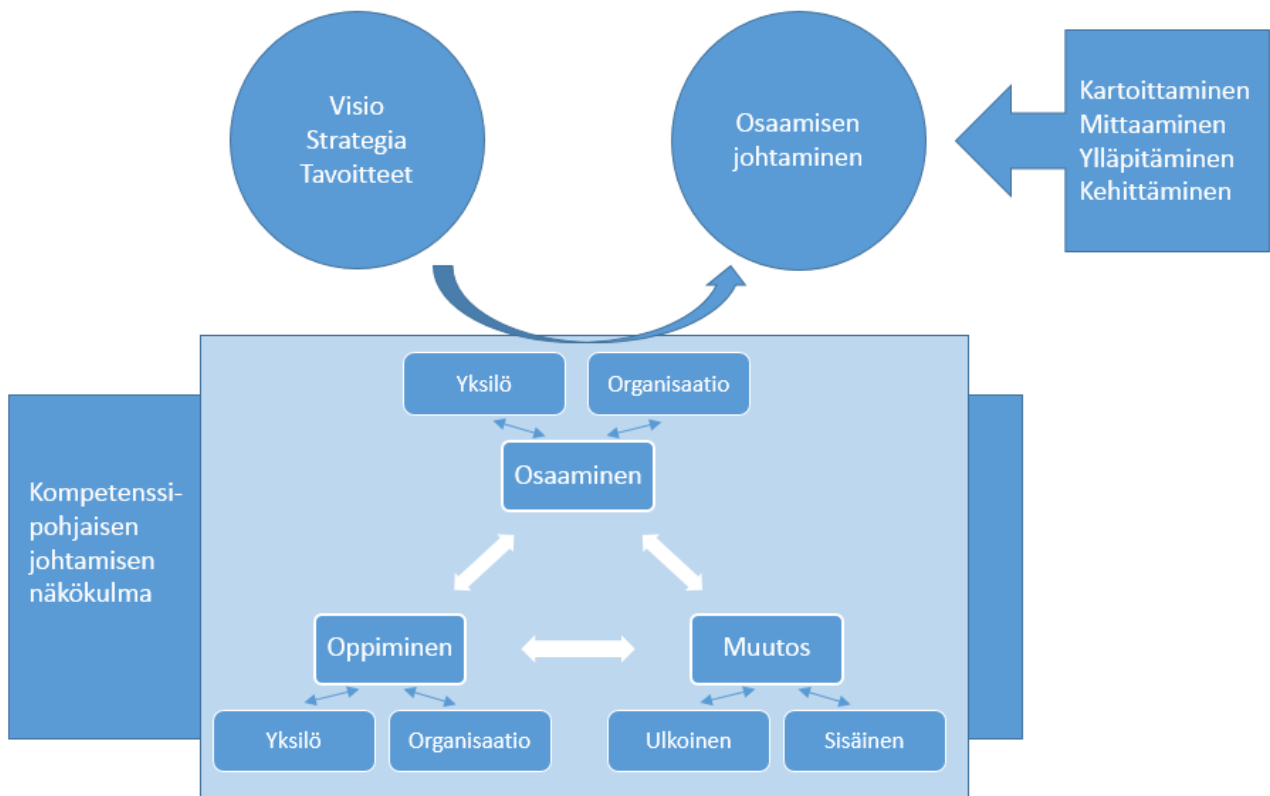 Visio
Strategia
Tavoitteet
Osaamisen
johtaminen
Kartoittaminen
Mittaaminen
Ylläpitäminen
Kehittäminen
Yksilö
Organisaatio
Osaaminen
Kompetenssi-
pohjaisen
johtamisen
näkökulma
Oppiminen
Muutos
Yksilö
Organisaatio
Ulkoinen
Sisäinen